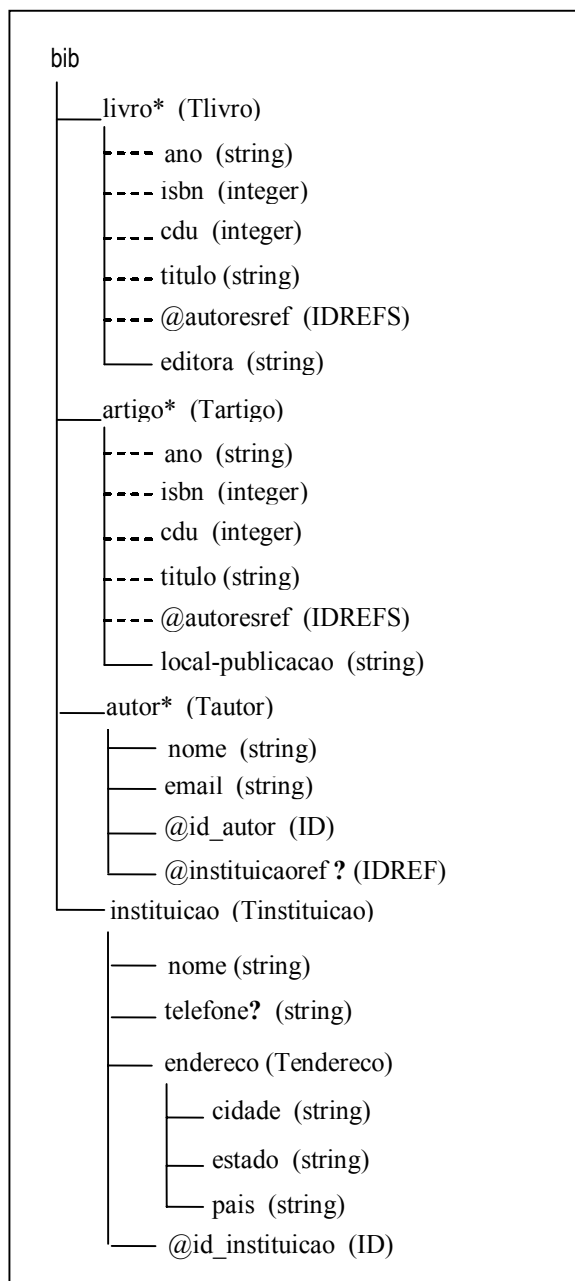 bib
livro* (Tlivro)
ano (string)
isbn (integer)
cdu (integer)
titulo (string)
@autoresref (IDREFS)
editora (string)
artigo* (Tartigo)
ano (string)
isbn (integer)
cdu (integer)
titulo (string)
@autoresref (IDREFS)
local-publicacao (string)
autor* (Tautor)
nome (string)
email (string)
@id_autor (ID)
@instituicaoref ? (IDREF)
instituicao (Tinstituicao)
nome (string)
telefone? (string)
endereco (Tendereco)
cidade (string)
estado (string)
pais (string)
@id_instituicao (ID)